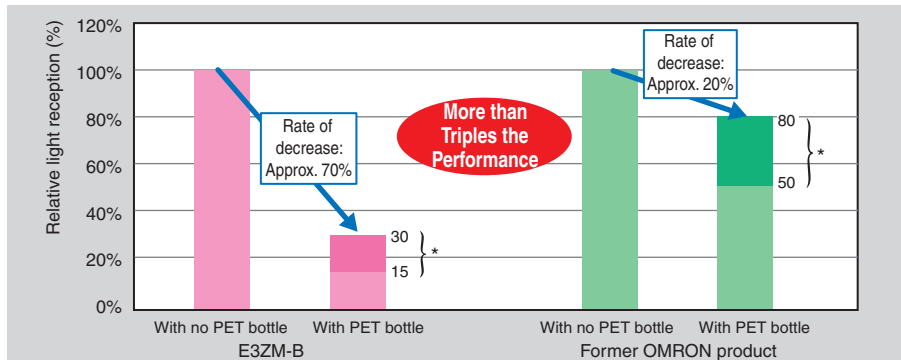 Relative light reception (%)
120%
100%
80%
60%
40%
20%
0%
Rate of
decrease:
Approx. 70%
30
15
*
With no PET bottle
With PET bottle
E3ZM-B
More than
Triples the
Performance
Rate of
decrease:
Approx. 20%
80
50
*
With no PET bottle
With PET bottle
Former OMRON product